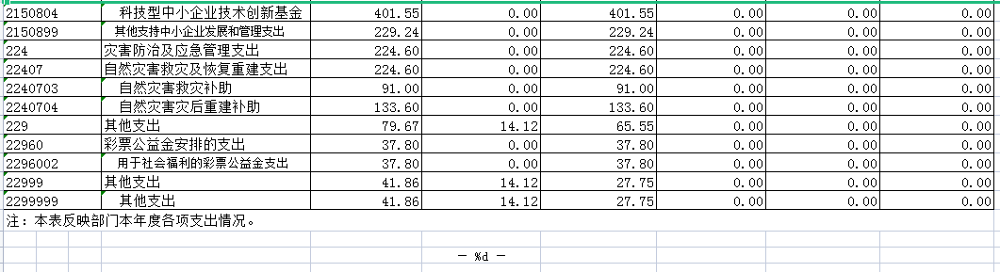 2150804 科技型中小企业技术创新基金 401.55 0.00 401.55 0.00 0.00 0.00
2150899 其他支持中小企业发展和管理支出 229.24 0.00 229.24 0.00 0.00 0.00
224 灾害防治及应急管理支出 224.60 0.00 224.60 0.00 0.00 0.00
22407 自然灾害救灾及恢复重建支出 224.60 0.00 224.60 0.00 0.00 0.00
2240703 自然灾害救灾补助 91.00 0.00 91.00 0.00 0.00 0.00
2240704 自然灾害灾后重建补助 133.60 0.00 133.60 0.00 0.00 0.00
229 其他支出 79.67 14.12 65.55 0.00 0.00 0.00
22960 彩票公益金安排的支出 37.80 0.00 37.80 0.00 0.00 0.00
2296002 用于社会福利的彩票公益金支出 37.80 0.00 37.80 0.00 0.00 0.00
22999 其他支出 41.86 14.12 27.75 0.00 0.00 0.00
2299999 其他支出 41.86 14.12 27.75 0.00 0.00 0.00
注：本表反映部门本年度各项支出情况。
— %d —